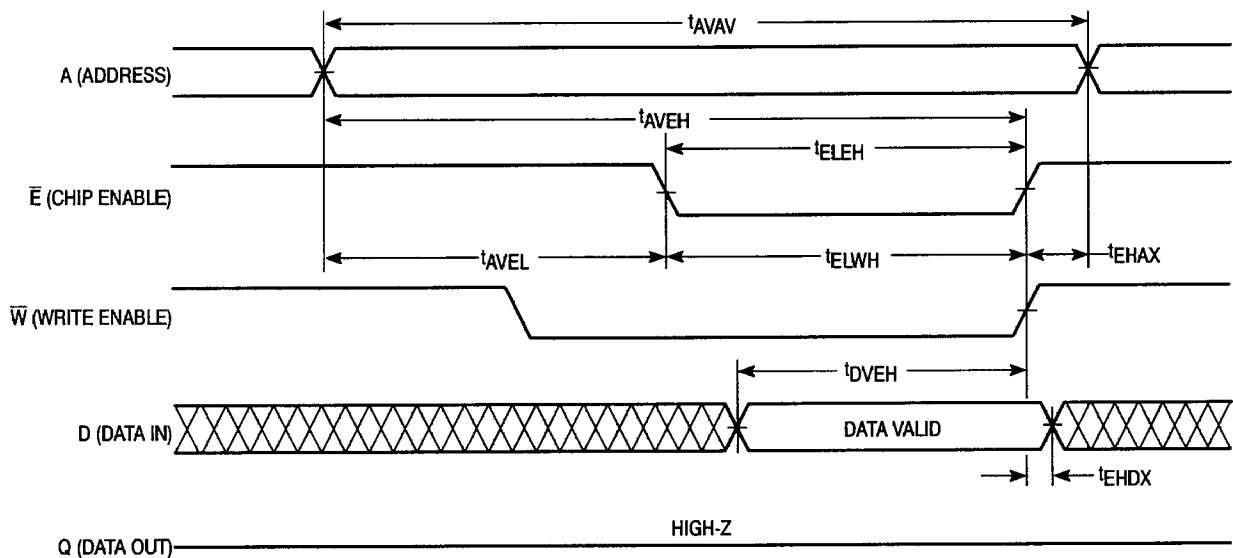 tAVAV
A (ADDRESS)
tAVEH
tELEH
E̅ (CHIP ENABLE)
tAVEL
tELWH
tEHAX
W̅ (WRITE ENABLE)
tDVEH
D (DATA IN)
DATA VALID
tEHDX
HIGH-Z
Q (DATA OUT)